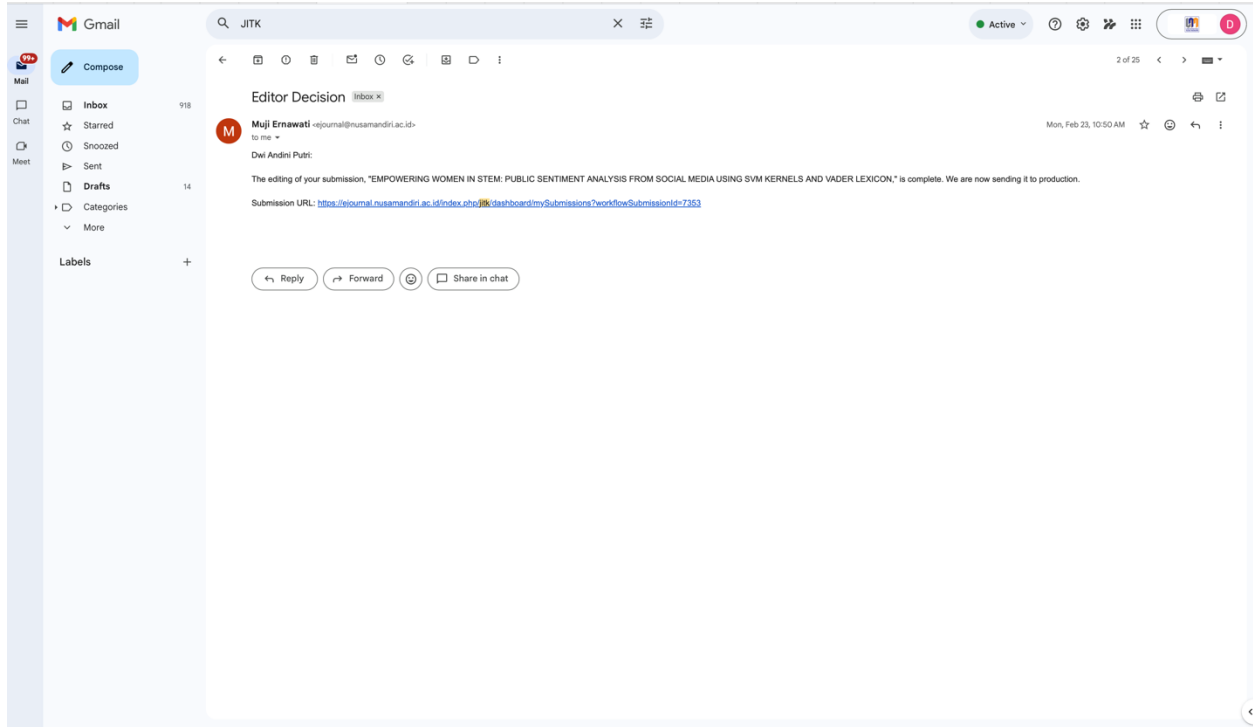 Gmail
JITK
Active
D
99+
Mail
Compose
2 of 25
Chat
Meet
Inbox 918
Starred
Snoozed
Sent
Drafts 14
Categories
More
Labels
Editor Decision Inbox ×
M
Muji Ernawati <ejournal@nusamandiri.ac.id>
Mon, Feb 23, 10:50 AM
to me
Dwi Andini Putri:
The editing of your submission, "EMPOWERING WOMEN IN STEM: PUBLIC SENTIMENT ANALYSIS FROM SOCIAL MEDIA USING SVM KERNELS AND VADER LEXICON," is complete. We are now sending it to production.
Submission URL: https://ejournal.nusamandiri.ac.id/index.php/jitk/dashboard/mySubmissions?workflowSubmissionId=7353
Reply
Forward
Share in chat